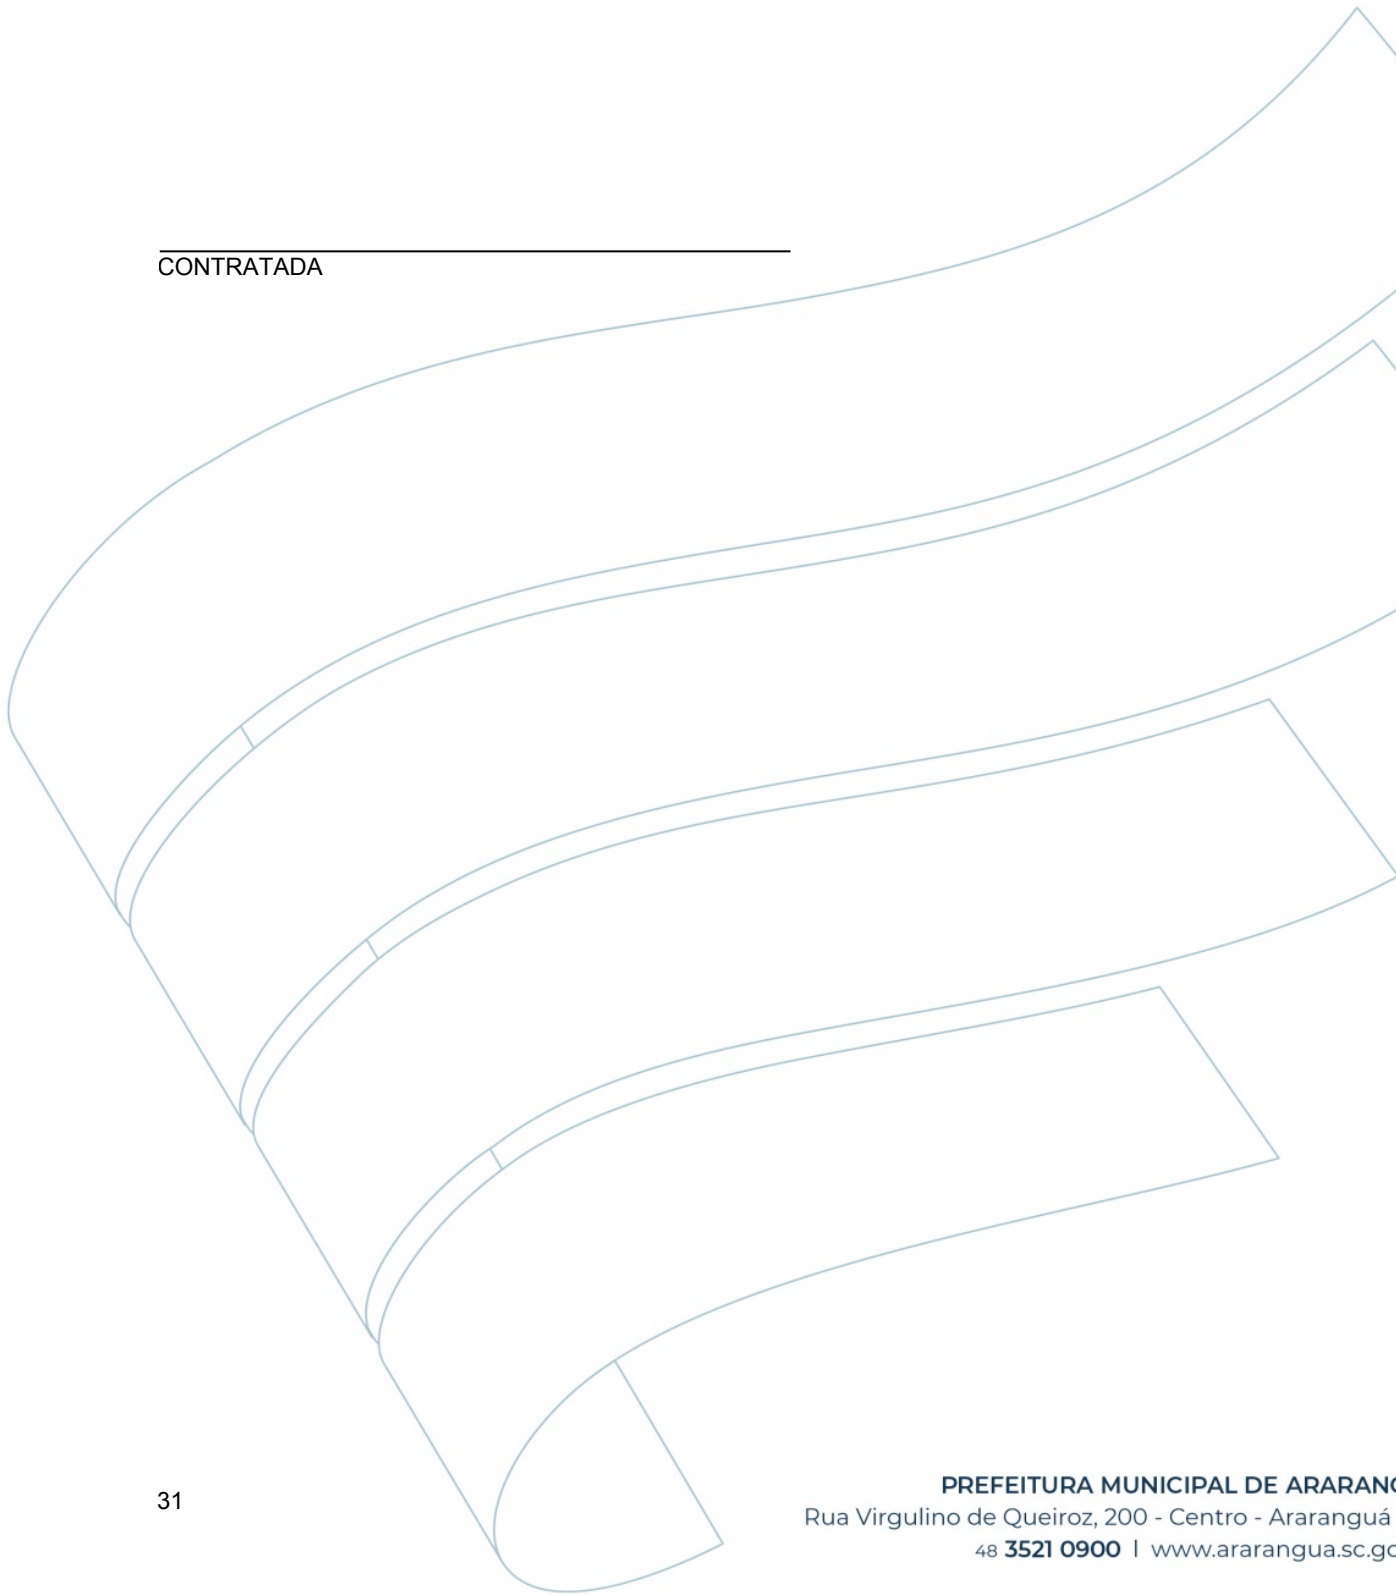 CONTRATADA
31
PREFEITURA MUNICIPAL DE ARARANG
Rua Virgulino de Queiroz, 200 - Centro - Araranguá
48 3521 0900 | www.ararangua.sc.go